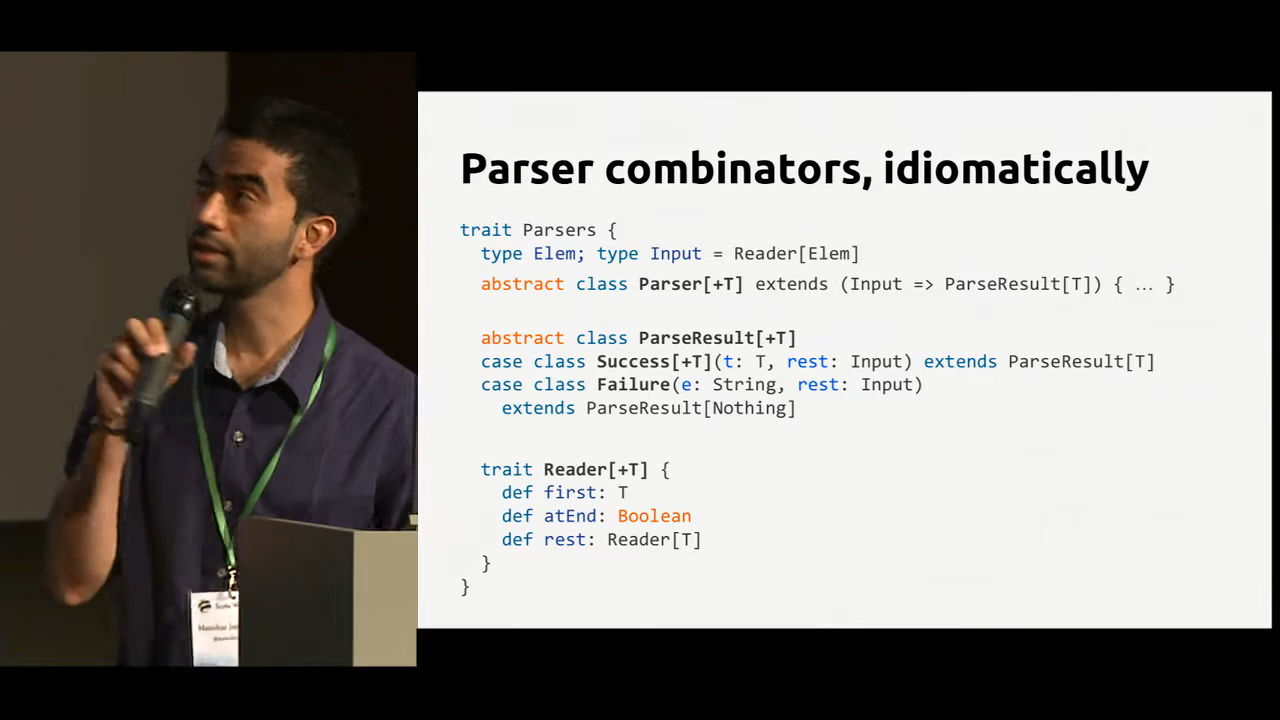 Parser combinators, idiomatically
trait Parsers {
type Elem; type Input = Reader[Elem]
abstract class Parser[+T] extends (Input => ParseResult[T]) { … }
abstract class ParseResult[+T]
case class Success[+T](t: T, rest: Input) extends ParseResult[T]
case class Failure(e: String, rest: Input)
extends ParseResult[Nothing]
trait Reader[+T] {
def first: T
def atEnd: Boolean
def rest: Reader[T]
}
}
Manohar